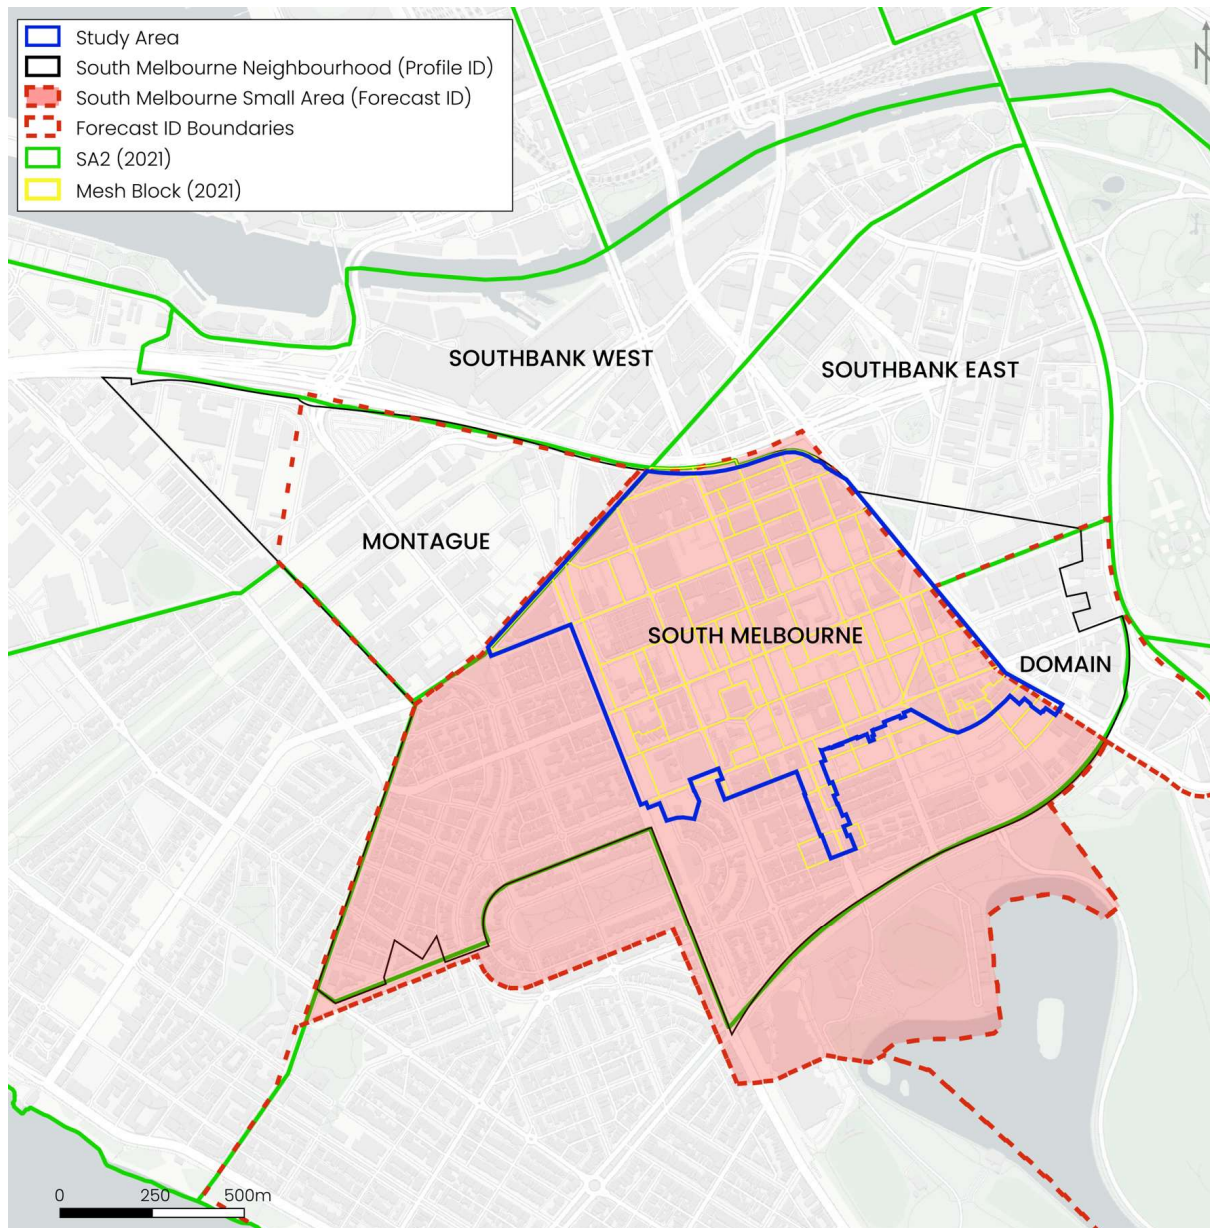 Study Area
South Melbourne Neighbourhood (Profile ID)
South Melbourne Small Area (Forecast ID)
Forecast ID Boundaries
SA2 (2021)
Mesh Block (2021)
N
SOUTHBANK WEST
SOUTHBANK EAST
MONTAGUE
SOUTH MELBOURNE
DOMAIN
0 250 500m